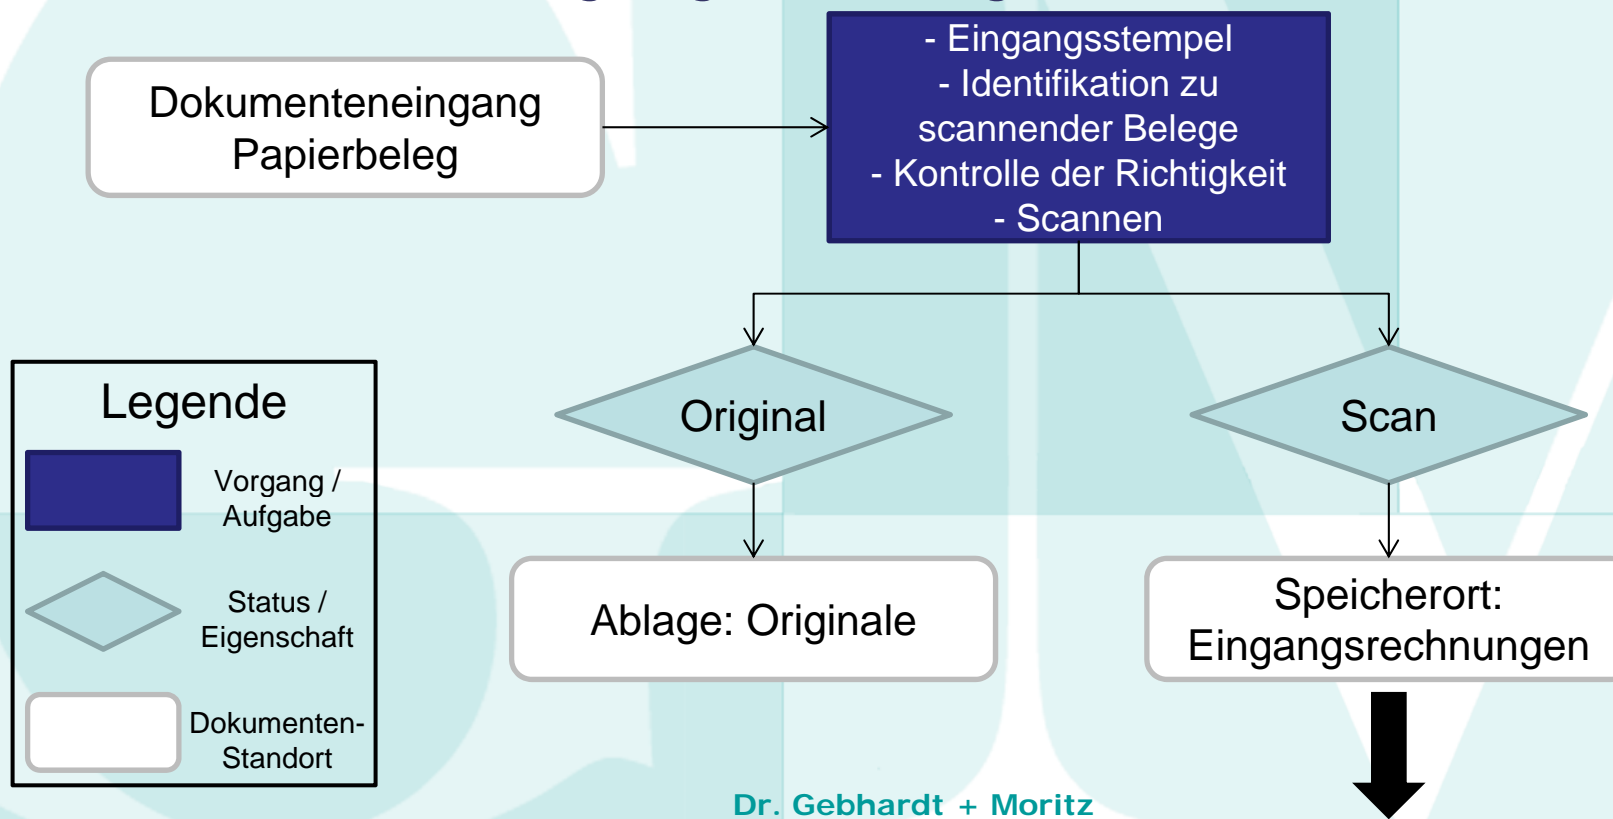 Dokumenteneingang
Papierbeleg
- Eingangsstempel
- Identifikation zu
scannender Belege
- Kontrolle der Richtigkeit
- Scannen
Original
Scan
Legende
Vorgang /
Aufgabe
Status /
Eigenschaft
Dokumenten-
Standort
Ablage: Originale
Speicherort:
Eingangsrechnungen
Dr. Gebhardt + Moritz